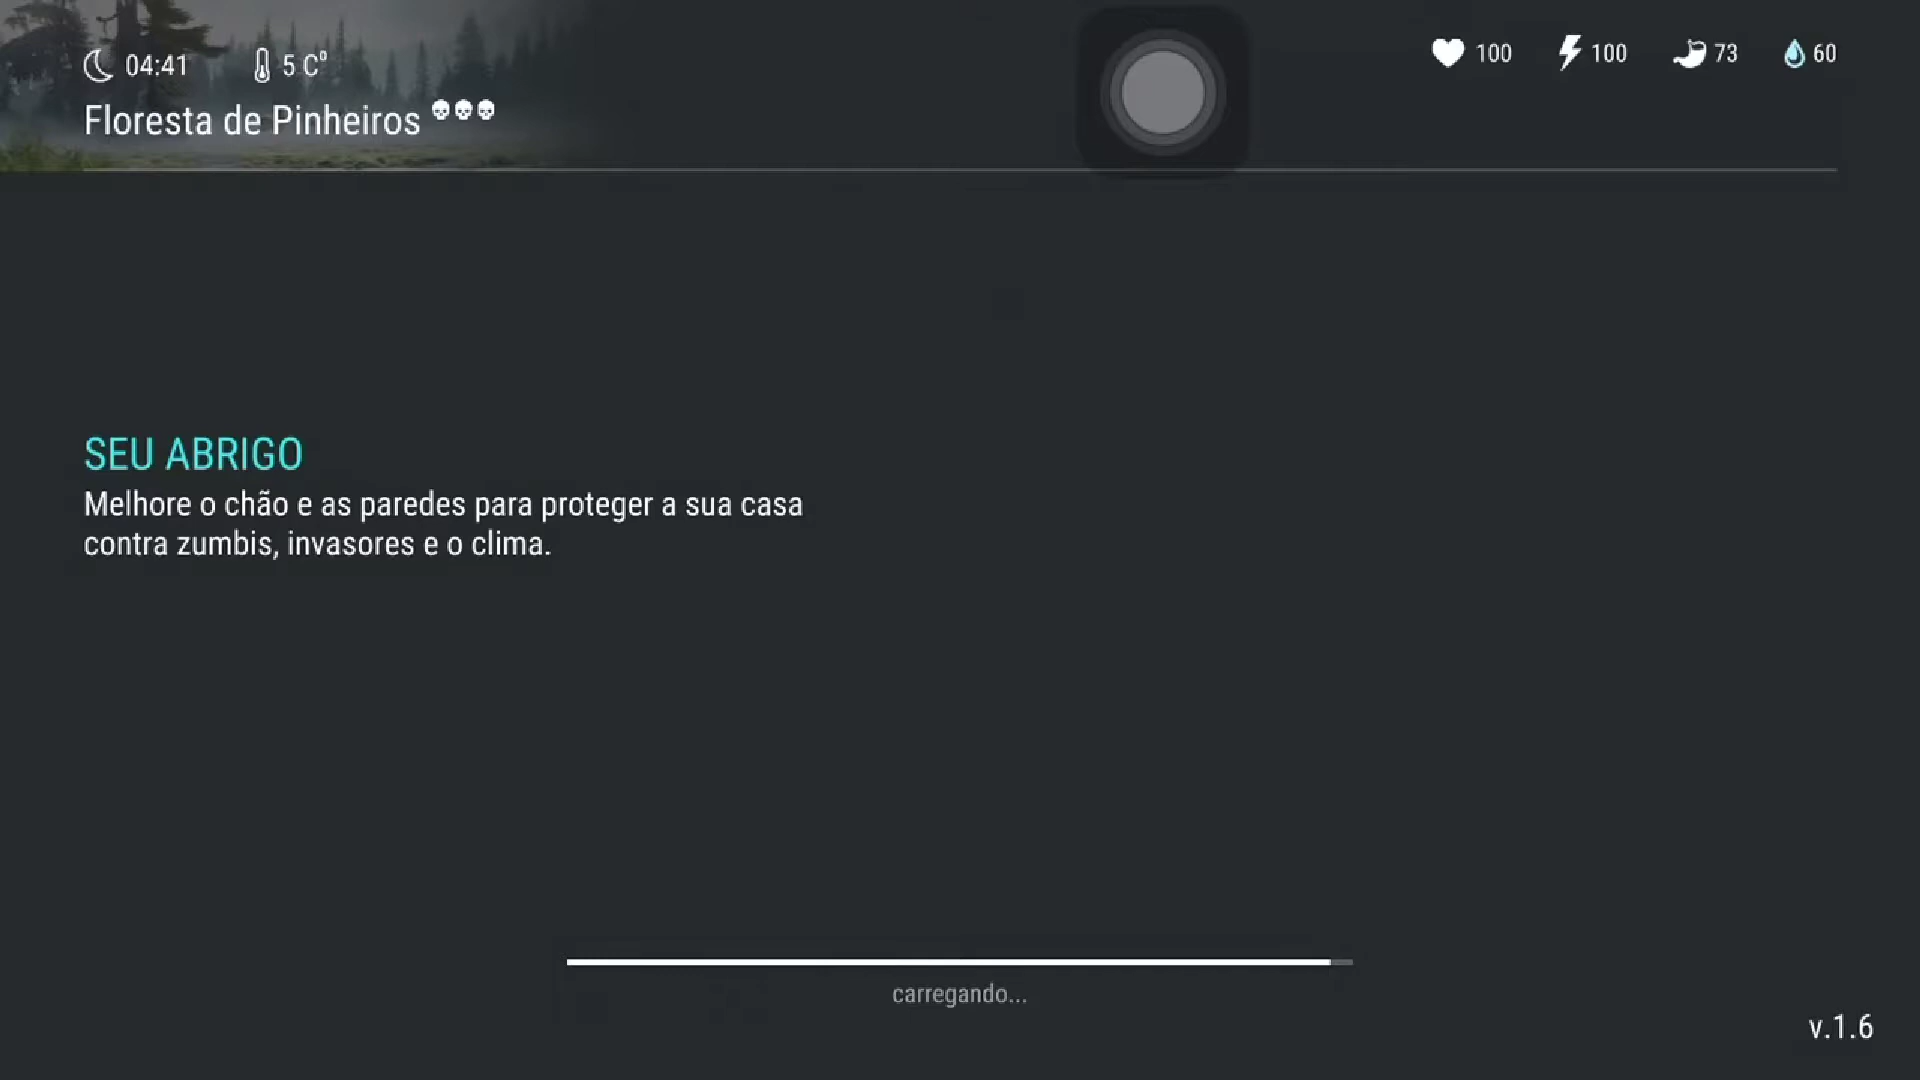 04:41 5 Cº 100 100 73 60
Floresta de Pinheiros
SEU ABRIGO
Melhore o chão e as paredes para proteger a sua casa
contra zumbis, invasores e o clima.
carregando...
v.1.6